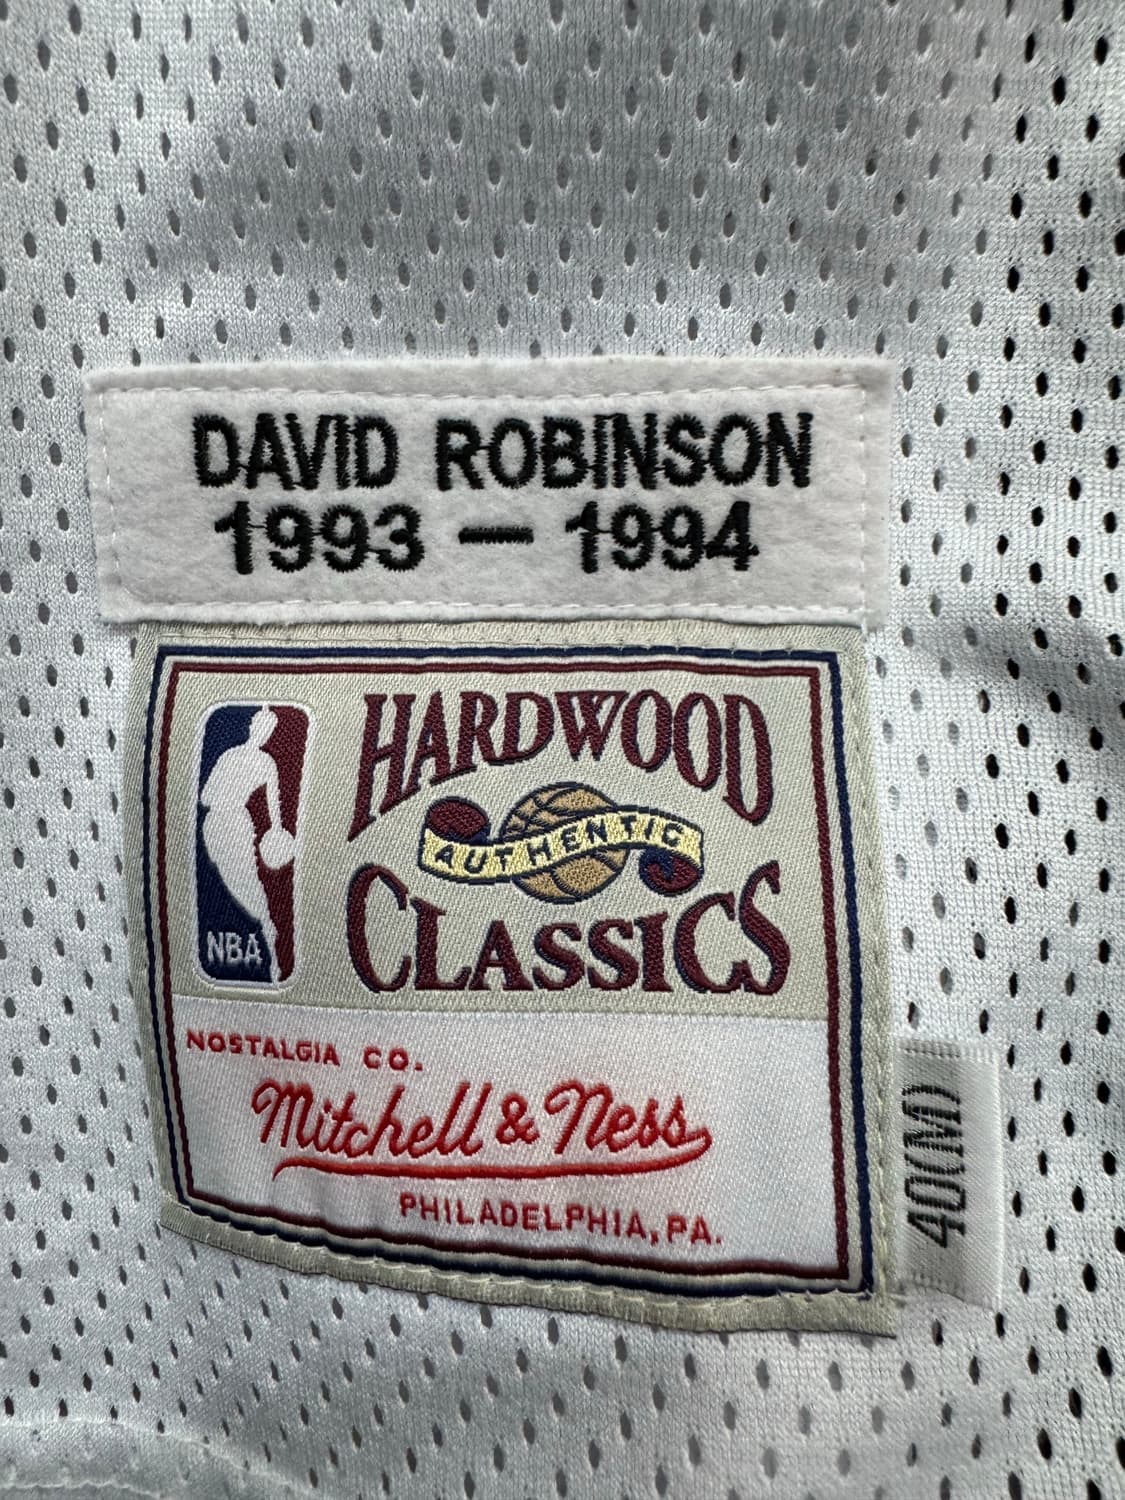 DAVID ROBINSON
1993 — 1994
HARDWOOD
AUTHENTIC
CLASSICS
NBA
NOSTALGIA CO.
Mitchell & Ness
PHILADELPHIA, PA.
40(M)